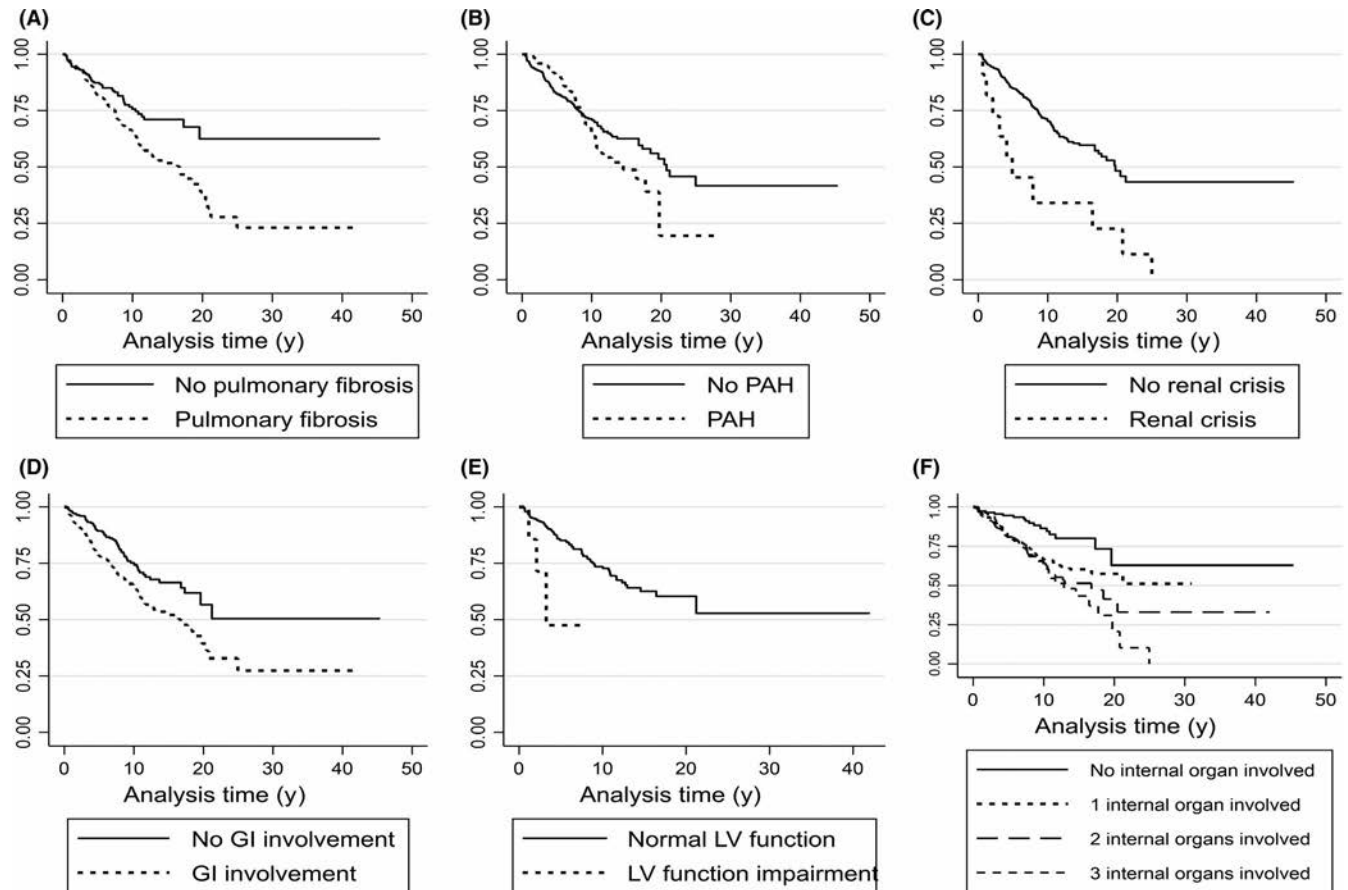 (A)
1.00
0.75
0.50
0.25
0.00
0 10 20 30 40 50
Analysis time (y)
No pulmonary fibrosis
Pulmonary fibrosis
(B)
1.00
0.75
0.50
0.25
0.00
0 10 20 30 40 50
Analysis time (y)
No PAH
PAH
(C)
1.00
0.75
0.50
0.25
0.00
0 10 20 30 40 50
Analysis time (y)
No renal crisis
Renal crisis
(D)
1.00
0.75
0.50
0.25
0.00
0 10 20 30 40 50
Analysis time (y)
No GI involvement
GI involvement
(E)
1.00
0.75
0.50
0.25
0.00
0 10 20 30 40
Analysis time (y)
Normal LV function
LV function impairment
(F)
1.00
0.75
0.50
0.25
0.00
0 10 20 30 40 50
Analysis time (y)
No internal organ involved
1 internal organ involved
2 internal organs involved
3 internal organs involved